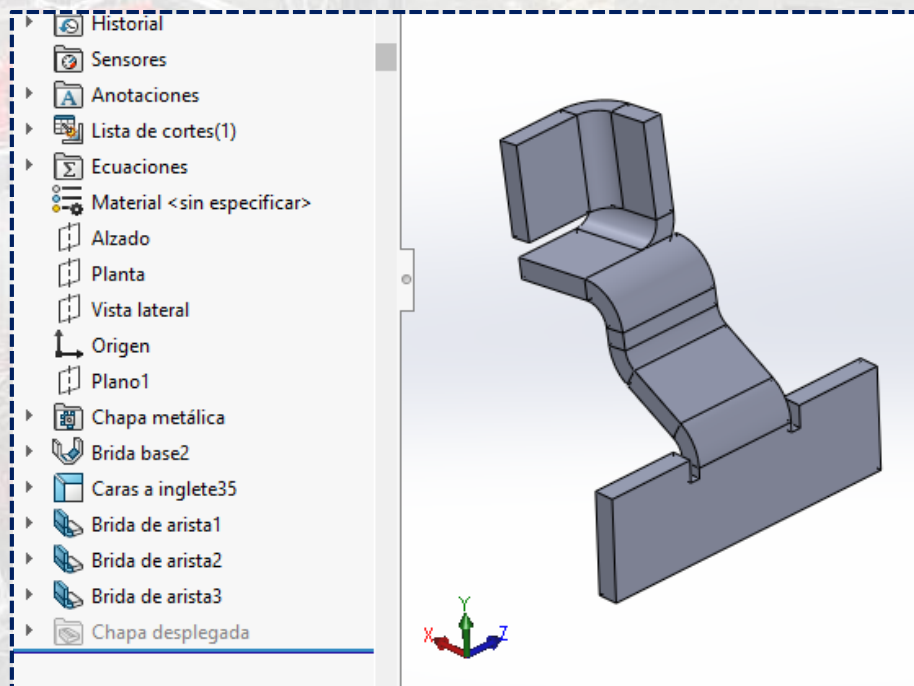 Historial
Sensores
Anotaciones
Lista de cortes(1)
Ecuaciones
Material <sin especificar>
Alzado
Planta
Vista lateral
Origen
Plano1
Chapa metálica
Brida base2
Caras a inglete35
Brida de arista1
Brida de arista2
Brida de arista3
Chapa desplegada
Y
X
Z